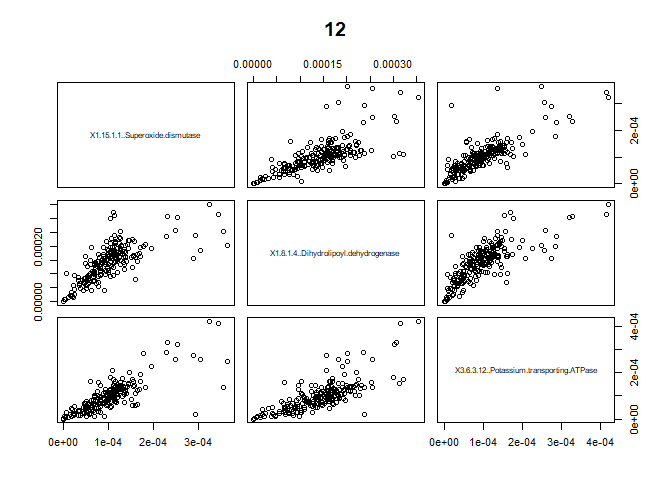 12
0.00000 0.00015 0.00030
X1.15.1.1..Superoxide.dismutase
0e+00 2e-04
0.00000 0.00020
X1.8.1.4..Dihydrolipoyl.dehydrogenase
X3.6.3.12..Potassium.transporting.ATPase
0e+00 2e-04 4e-04
0e+00 1e-04 2e-04 3e-04
0e+00 1e-04 2e-04 3e-04 4e-04